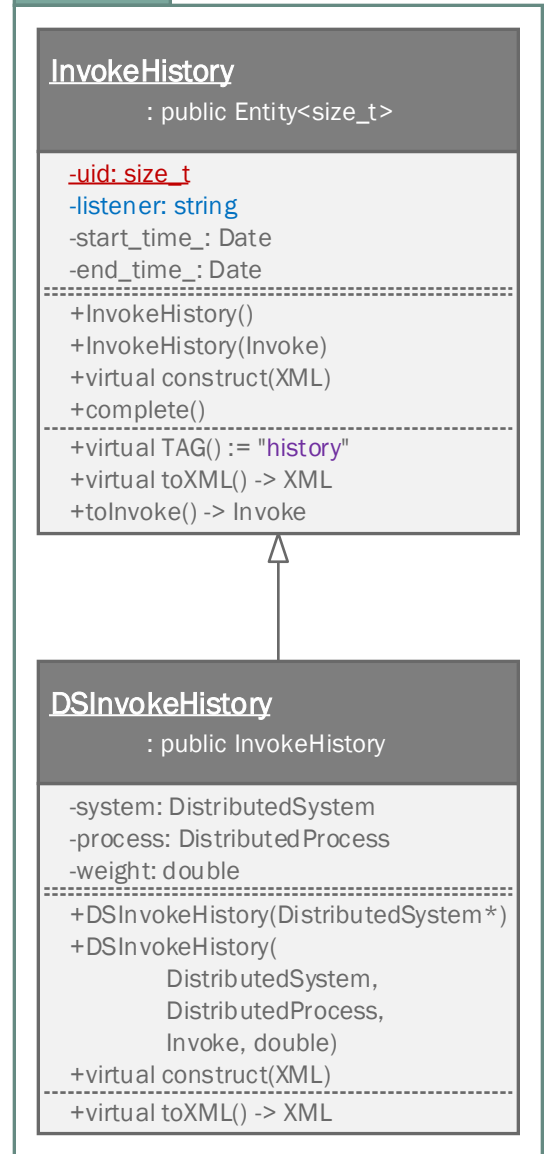 InvokeHistory
: public Entity<size_t>
-uid: size_t
-listener: string
-start_time_: Date
-end_time_: Date
+InvokeHistory()
+InvokeHistory(Invoke)
+virtual construct(XML)
+complete()
+virtual TAG() := "history"
+virtual toXML() -> XML
+toInvoke() -> Invoke
DSInvokeHistory
: public InvokeHistory
-system: DistributedSystem
-process: DistributedProcess
-weight: double
+DSInvokeHistory(DistributedSystem*)
+DSInvokeHistory(
DistributedSystem,
DistributedProcess,
Invoke, double)
+virtual construct(XML)
+virtual toXML() -> XML